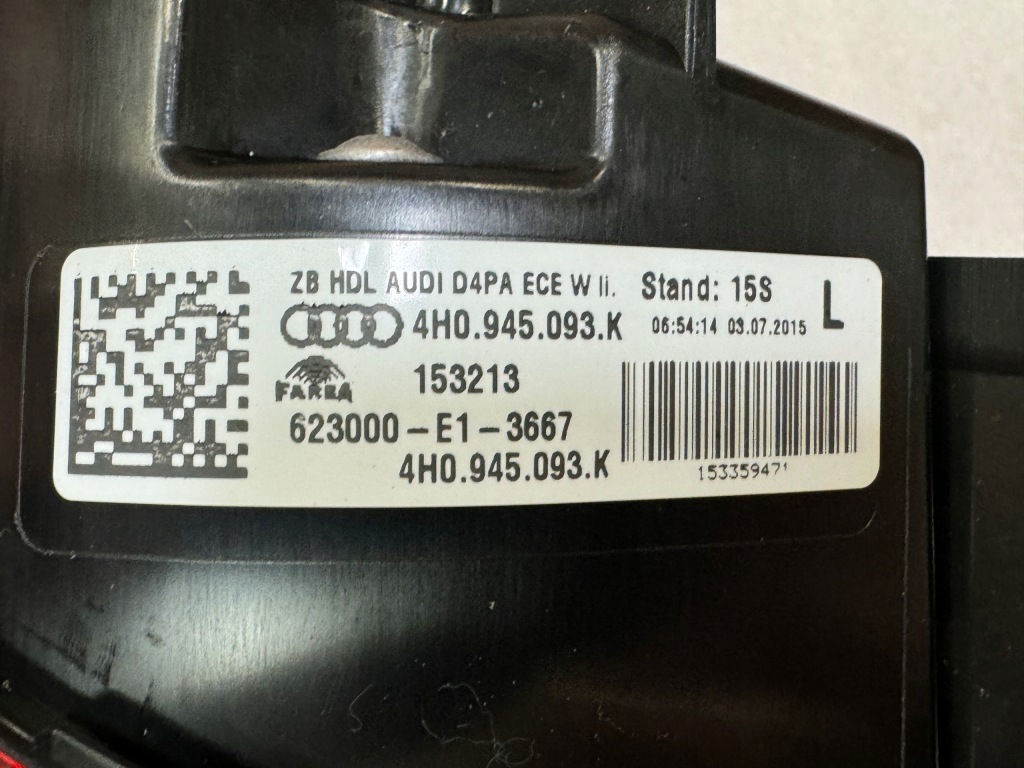 ZB HDL AUDI D4PA ECE W li. Stand: 15S L
4H0.945.093.K 06:54:14 03.07.2015
FARBA 153213
623000-E1-3667
4H0.945.093.K 153359471